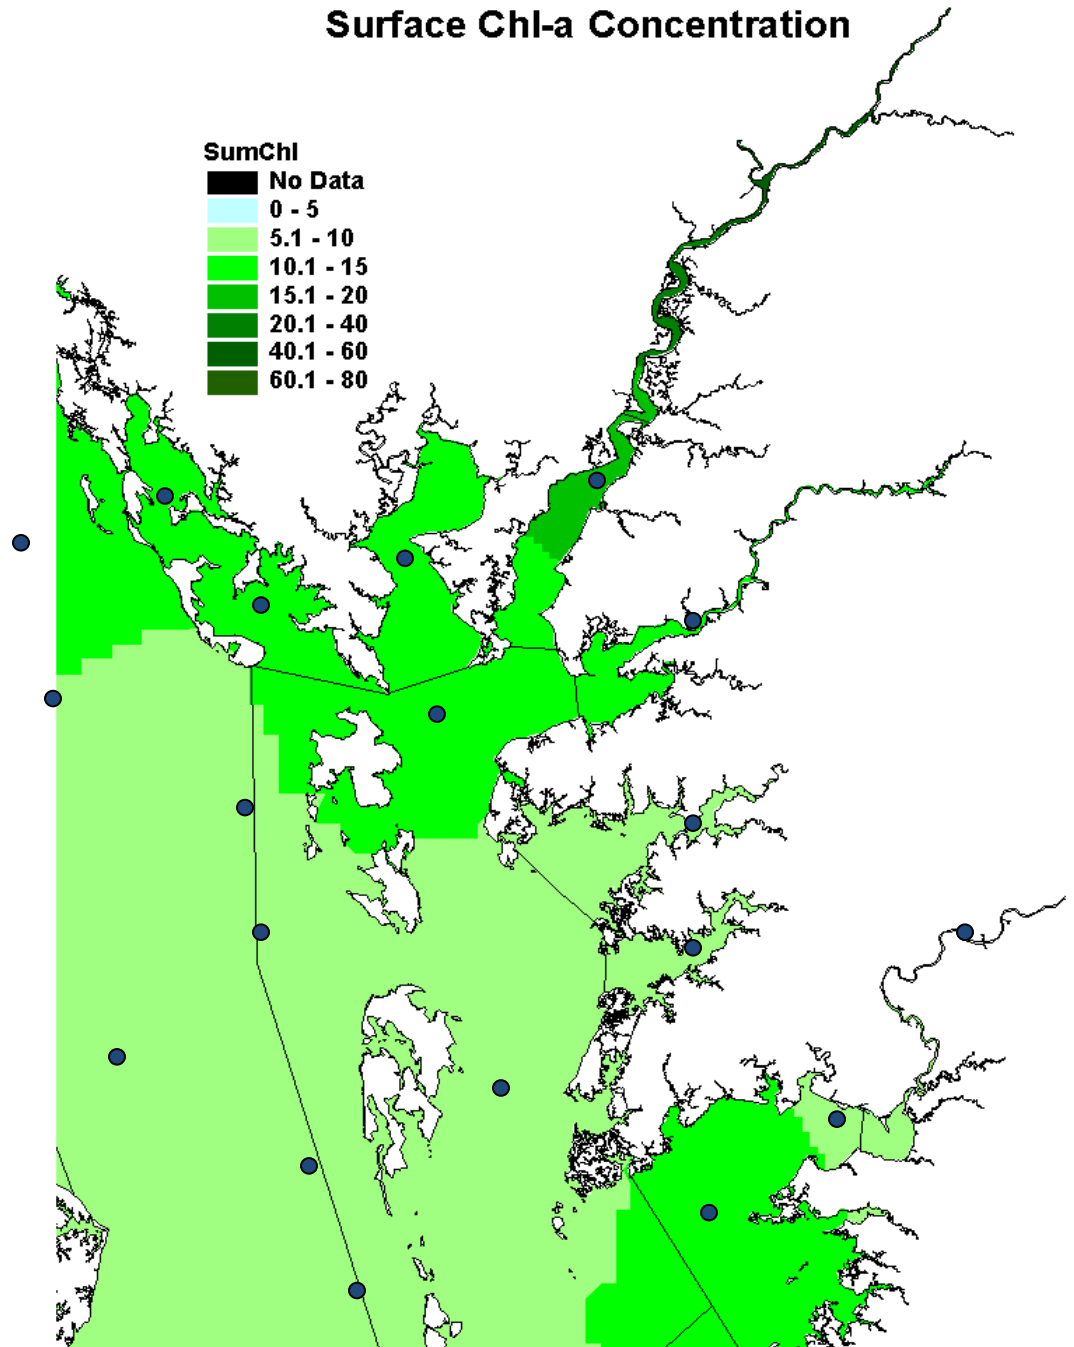 Surface Chl-a Concentration
SumChl
No Data
0 - 5
5.1 - 10
10.1 - 15
15.1 - 20
20.1 - 40
40.1 - 60
60.1 - 80